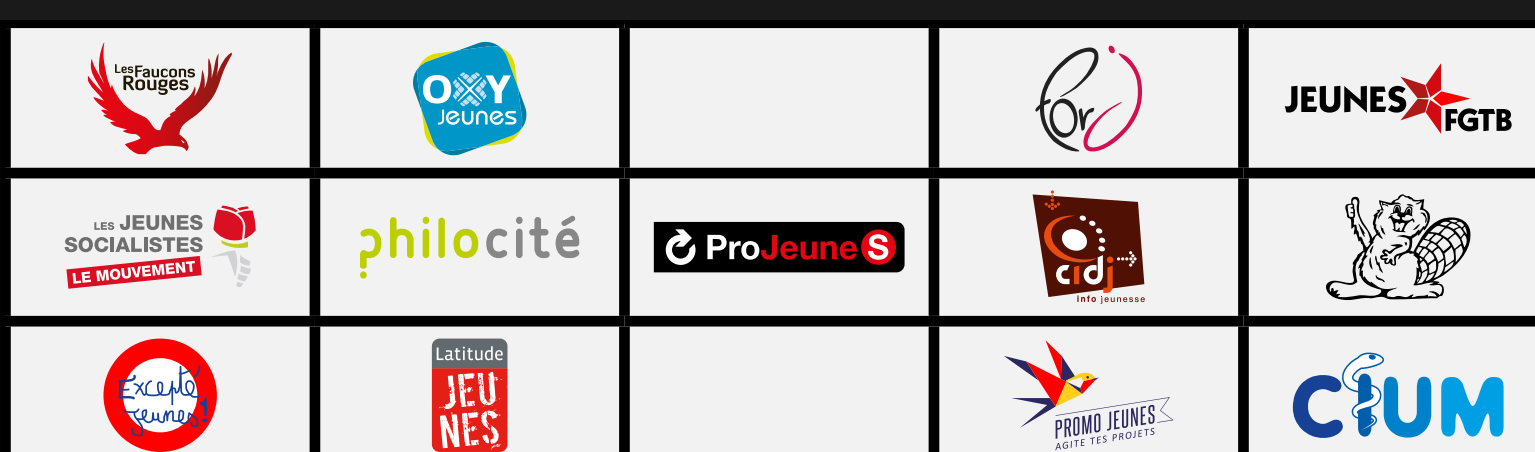 Les Faucons
Rouges
OXY
Jeunes
for J
JEUNES
FGTB
LES JEUNES
SOCIALISTES
LE MOUVEMENT
philocité
ProJeuneS
cidj
info jeunesse
Excepté
Jeunes!
Latitude
JEU
NES
PROMO JEUNES
AGITE TES PROJETS
CIUM